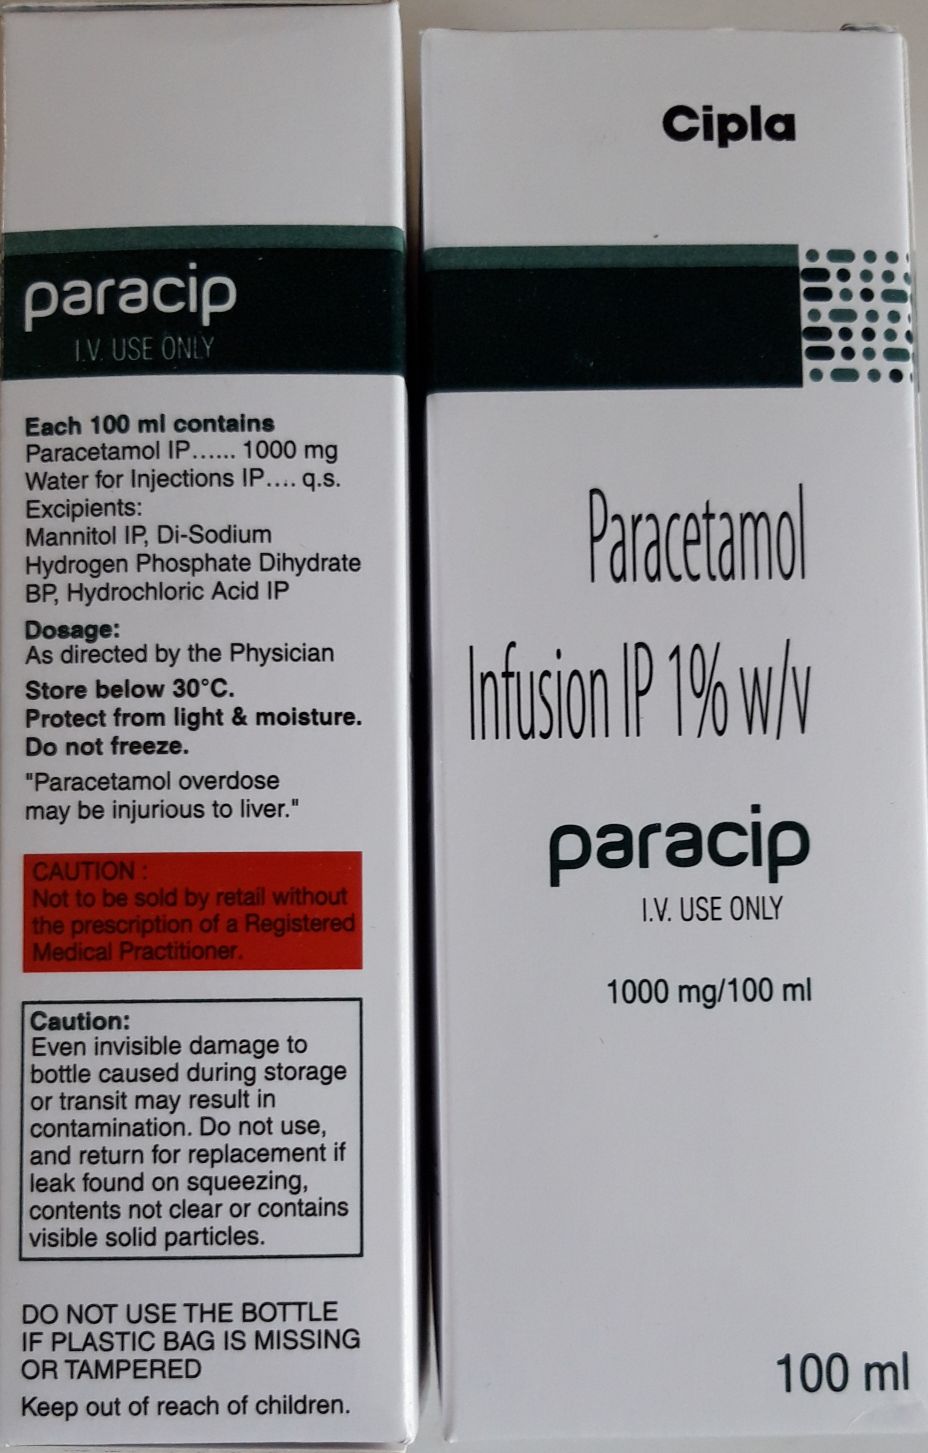 paracip
I.V. USE ONLY
Each 100 ml contains
Paracetamol IP...... 1000 mg
Water for Injections IP.... q.s.
Excipients:
Mannitol IP, Di-Sodium
Hydrogen Phosphate Dihydrate
BP, Hydrochloric Acid IP
Dosage:
As directed by the Physician
Store below 30°C.
Protect from light & moisture.
Do not freeze.
"Paracetamol overdose
may be injurious to liver."
CAUTION :
Not to be sold by retail without
the prescription of a Registered
Medical Practitioner.
Caution:
Even invisible damage to
bottle caused during storage
or transit may result in
contamination. Do not use,
and return for replacement if
leak found on squeezing,
contents not clear or contains
visible solid particles.
DO NOT USE THE BOTTLE
IF PLASTIC BAG IS MISSING
OR TAMPERED
Keep out of reach of children.
Cipla
Paracetamol
Infusion IP 1% w/v
paracip
I.V. USE ONLY
1000 mg/100 ml
100 ml